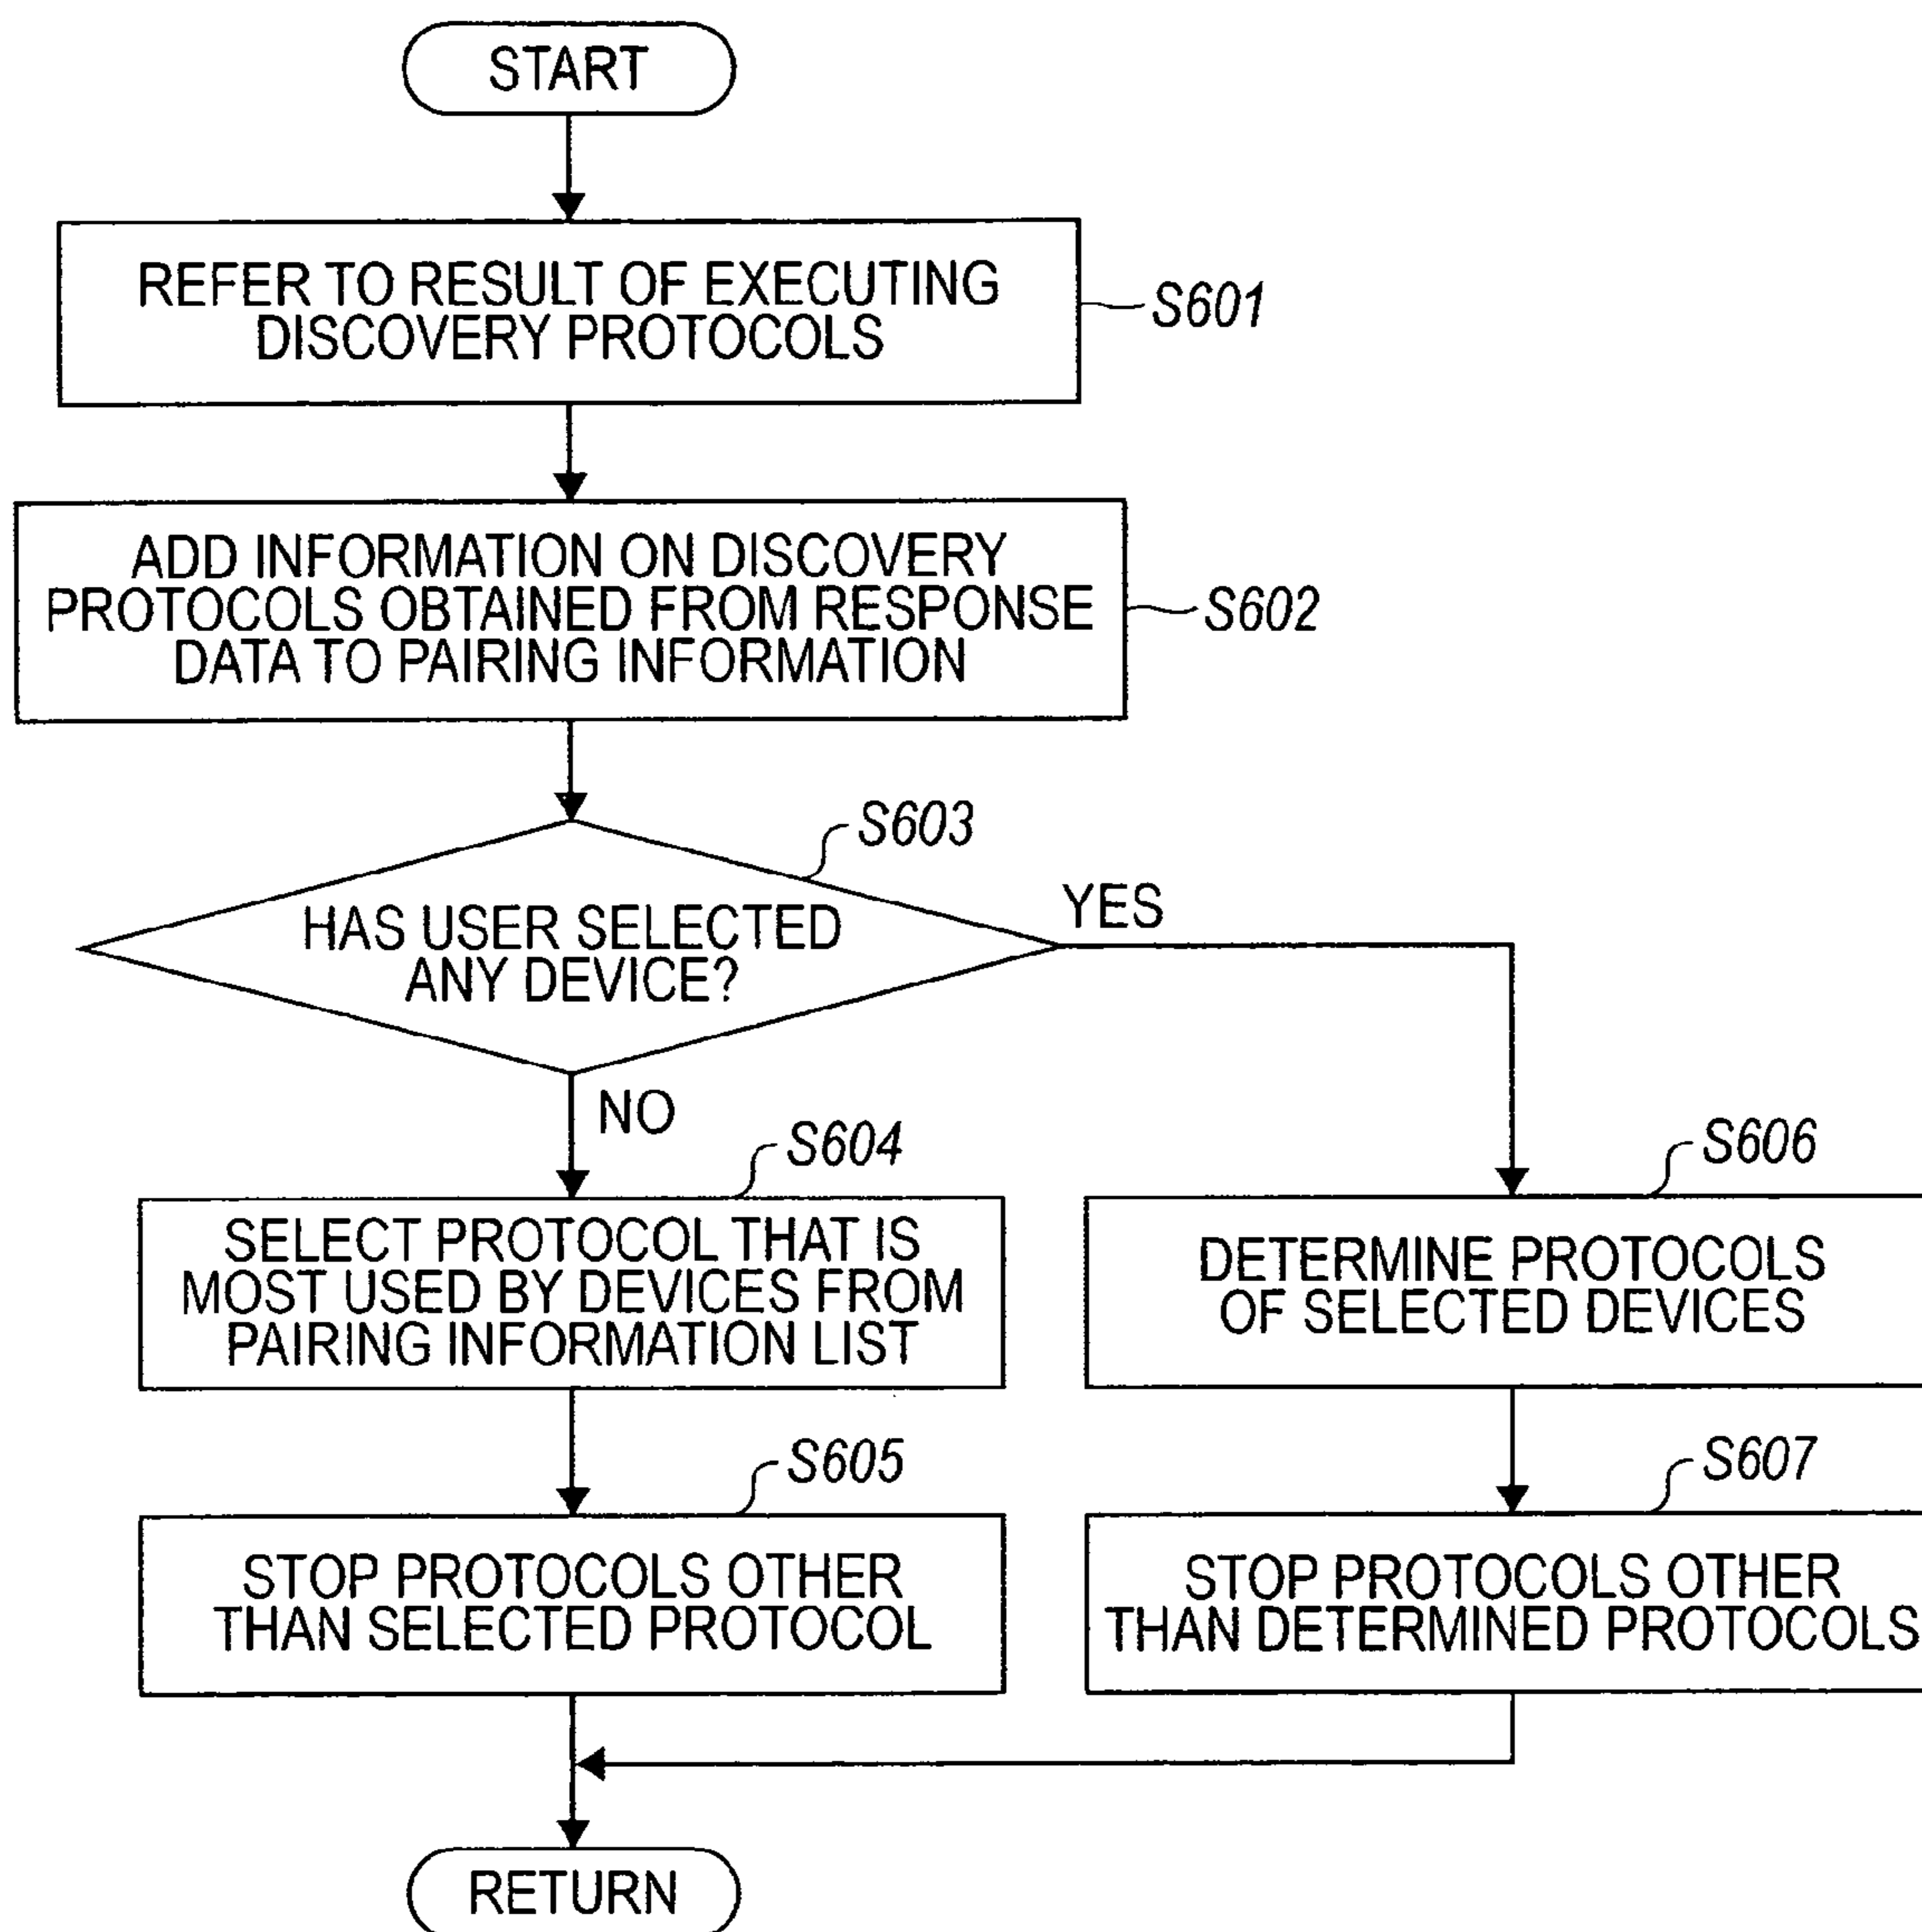 START
REFER TO RESULT OF EXECUTING
DISCOVERY PROTOCOLS
S601
ADD INFORMATION ON DISCOVERY
PROTOCOLS OBTAINED FROM RESPONSE
DATA TO PAIRING INFORMATION
S602
S603
HAS USER SELECTED
ANY DEVICE?
YES
NO
S604
SELECT PROTOCOL THAT IS
MOST USED BY DEVICES FROM
PAIRING INFORMATION LIST
S606
DETERMINE PROTOCOLS
OF SELECTED DEVICES
S605
STOP PROTOCOLS OTHER
THAN SELECTED PROTOCOL
S607
STOP PROTOCOLS OTHER
THAN DETERMINED PROTOCOLS
RETURN